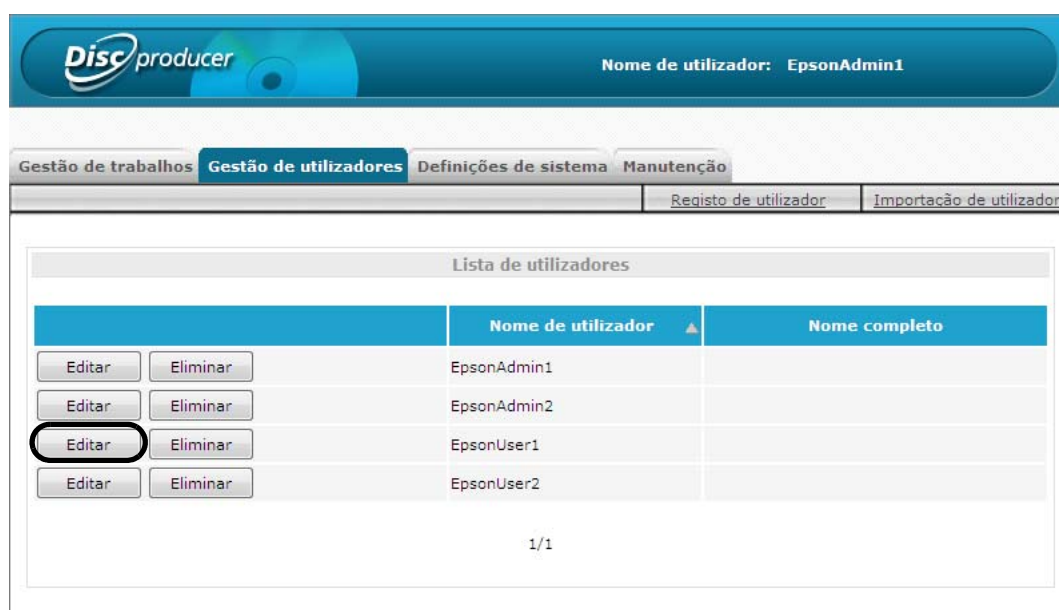 Disc producer
Nome de utilizador: EpsonAdmin1
Gestão de trabalhos Gestão de utilizadores Definições de sistema Manutenção
Registo de utilizador Importação de utilizador
Lista de utilizadores
Nome de utilizador Nome completo
Editar Eliminar EpsonAdmin1
Editar Eliminar EpsonAdmin2
Editar Eliminar EpsonUser1
Editar Eliminar EpsonUser2
1/1